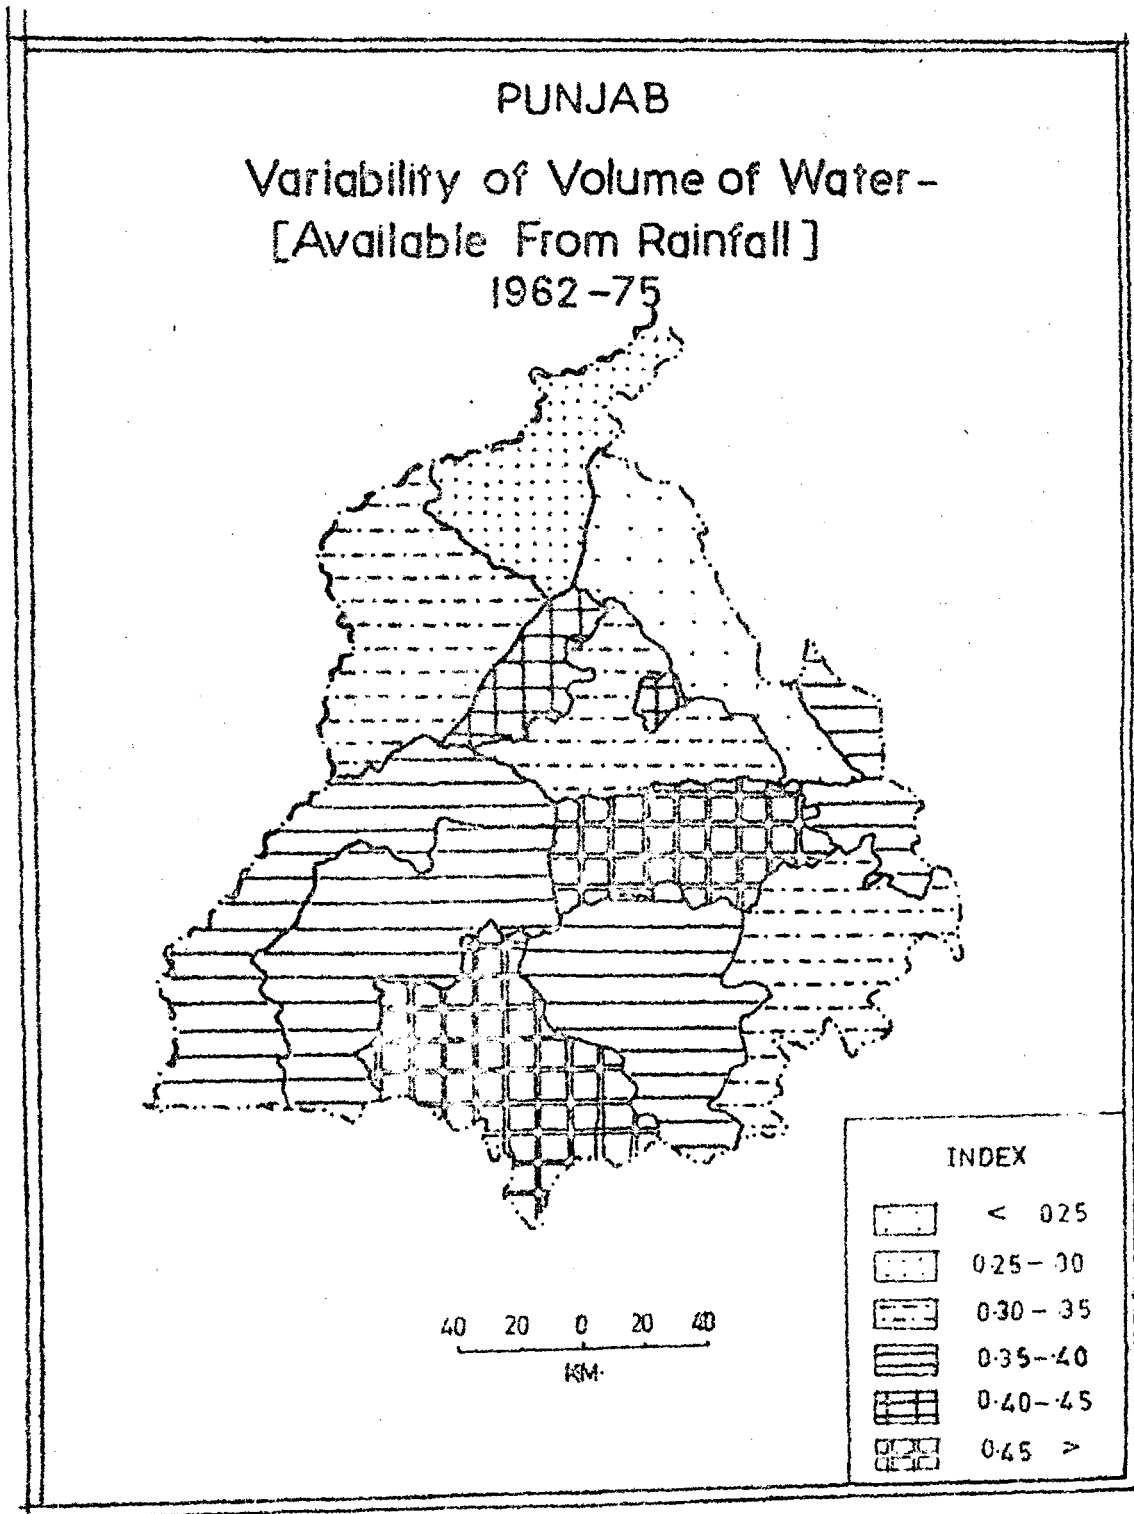 PUNJAB
Variability of Volume of Water-
[Available From Rainfall]
1962-75
INDEX
< 025
0·25- 30
0·30 - 35
0·35-·40
0·40-·45
0·45 >
40 20 0 20 40
KM·